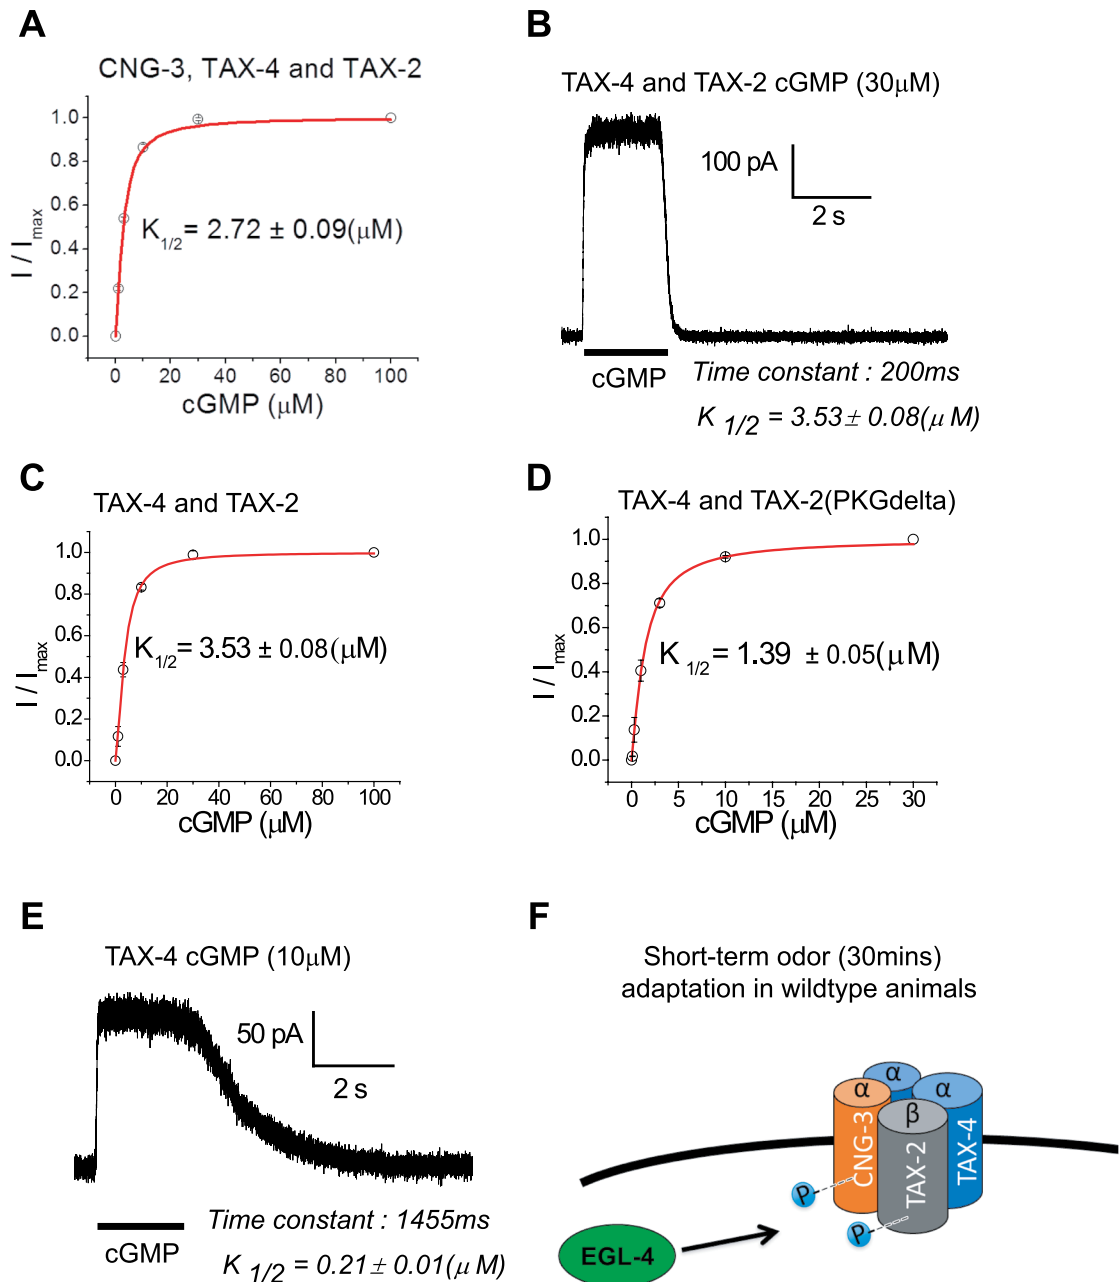 A
CNG-3, TAX-4 and TAX-2
1.0
0.8
0.6
0.4
0.2
0.0
I / Imax
K1/2 = 2.72 ± 0.09(μM)
0 20 40 60 80 100
cGMP (μM)
B
TAX-4 and TAX-2 cGMP (30μM)
100 pA
2 s
cGMP
Time constant : 200ms
K 1/2 = 3.53 ± 0.08(μ M)
C
TAX-4 and TAX-2
1.0
0.8
0.6
0.4
0.2
0.0
I / Imax
K1/2 = 3.53 ± 0.08 (μM)
0 20 40 60 80 100
cGMP (μM)
D
TAX-4 and TAX-2(PKGdelta)
1.0
0.8
0.6
0.4
0.2
0.0
I / Imax
K 1/2 = 1.39 ± 0.05(μM)
0 5 10 15 20 25 30
cGMP (μM)
E
TAX-4 cGMP (10μM)
50 pA
2 s
cGMP
Time constant : 1455ms
K 1/2 = 0.21 ± 0.01(μ M)
F
Short-term odor (30mins)
adaptation in wildtype animals
α
α
α
β
CNG-3
TAX-2
TAX-4
P
P
EGL-4